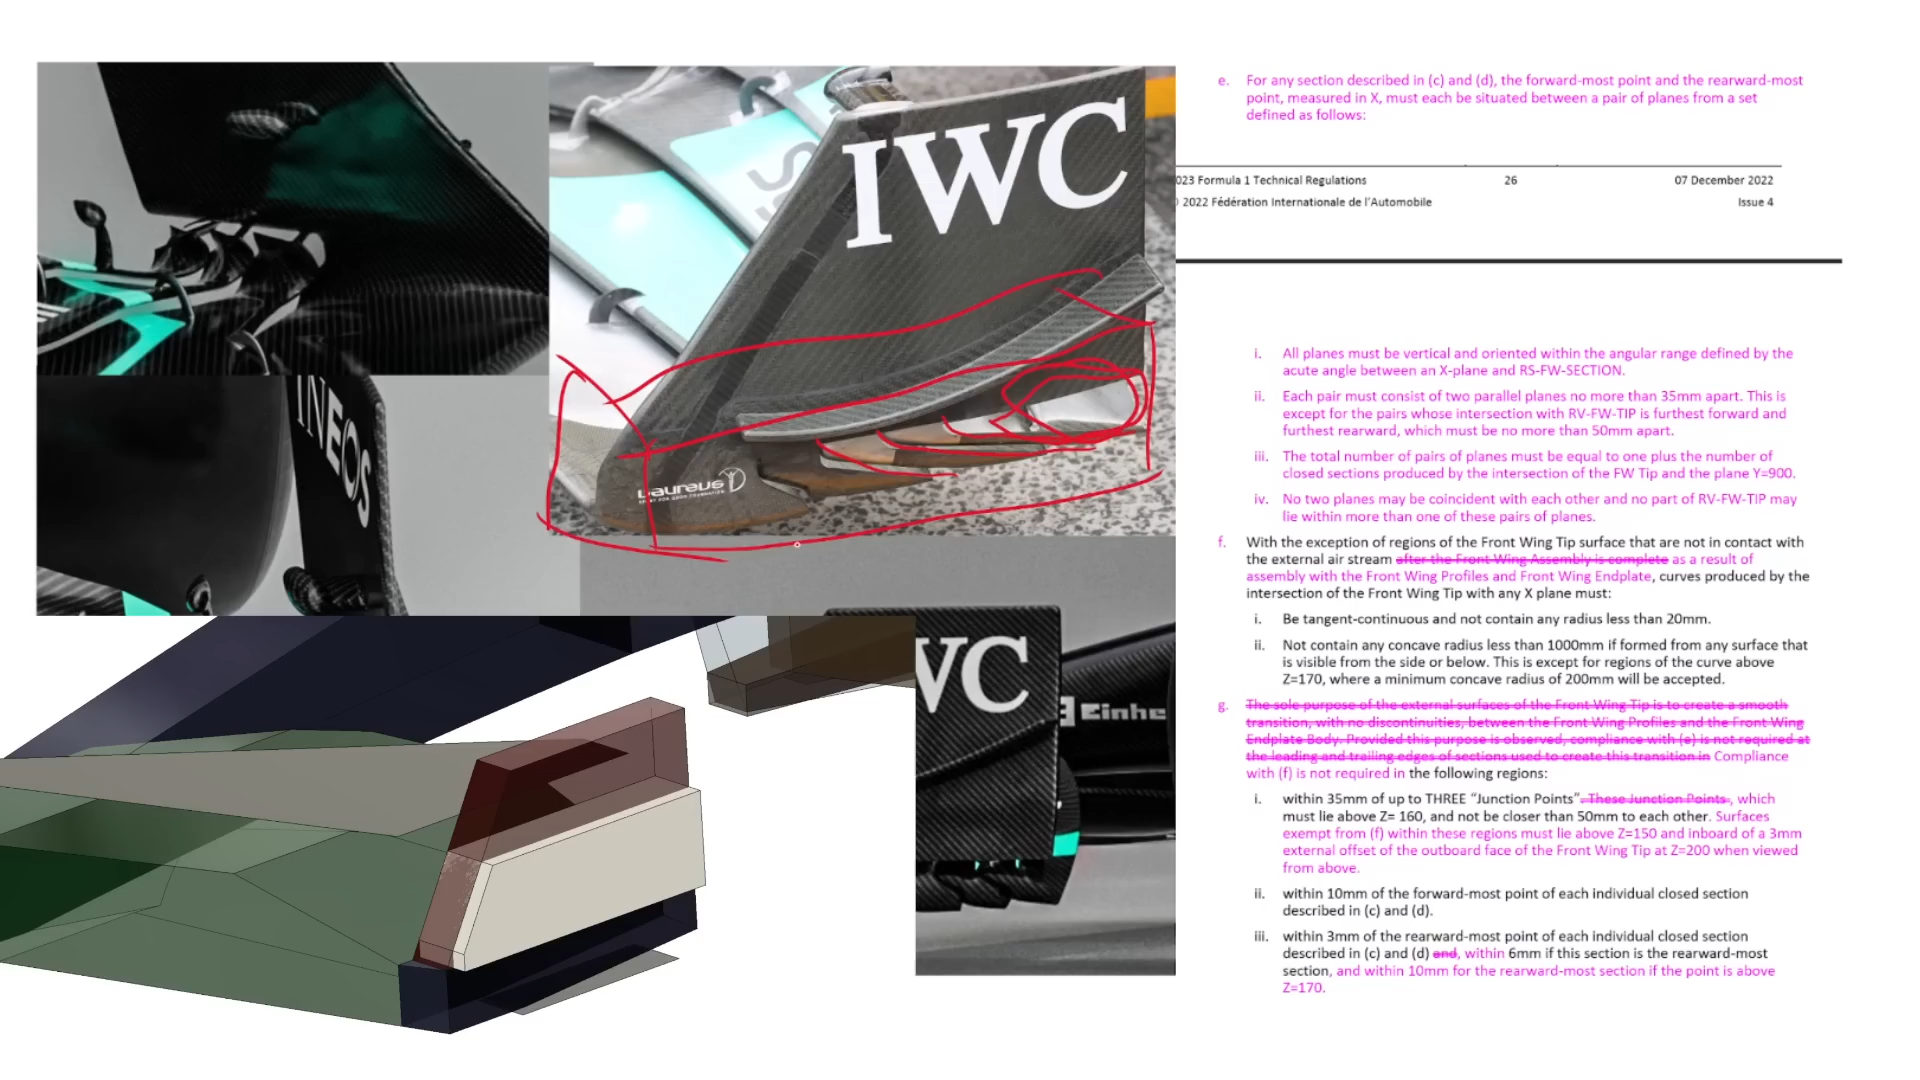 IWC
Laureus
INEOS
WC
Einhe
e. For any section described in (c) and (d), the forward-most point and the rearward-most
point, measured in X, must each be situated between a pair of planes from a set
defined as follows:
023 Formula 1 Technical Regulations 26 07 December 2022
2022 Fédération Internationale de l'Automobile Issue 4
i. All planes must be vertical and oriented within the angular range defined by the
acute angle between an X-plane and RS-FW-SECTION.
ii. Each pair must consist of two parallel planes no more than 35mm apart. This is
except for the pairs whose intersection with RV-FW-TIP is furthest forward and
furthest rearward, which must be no more than 50mm apart.
iii. The total number of pairs of planes must be equal to one plus the number of
closed sections produced by the intersection of the FW Tip and the plane Y=900.
iv. No two planes may be coincident with each other and no part of RV-FW-TIP may
lie within more than one of these pairs of planes.
f. With the exception of regions of the Front Wing Tip surface that are not in contact with
the external air stream after the Front Wing Assembly is complete as a result of
assembly with the Front Wing Profiles and Front Wing Endplate, curves produced by the
intersection of the Front Wing Tip with any X plane must:
i. Be tangent-continuous and not contain any radius less than 20mm.
ii. Not contain any concave radius less than 1000mm if formed from any surface that
is visible from the side or below. This is except for regions of the curve above
Z=170, where a minimum concave radius of 200mm will be accepted.
g. The sole purpose of the external surfaces of the Front Wing Tip is to create a smooth
transition, with no discontinuities, between the Front Wing Profiles and the Front Wing
Endplate Body. Provided this purpose is observed, compliance with (e) is not required at
the leading and trailing edges of sections used to create this transition in Compliance
with (f) is not required in the following regions:
i. within 35mm of up to THREE “Junction Points”. These Junction Points , which
must lie above Z= 160, and not be closer than 50mm to each other. Surfaces
exempt from (f) within these regions must lie above Z=150 and inboard of a 3mm
external offset of the outboard face of the Front Wing Tip at Z=200 when viewed
from above.
ii. within 10mm of the forward-most point of each individual closed section
described in (c) and (d).
iii. within 3mm of the rearward-most point of each individual closed section
described in (c) and (d) and, within 6mm if this section is the rearward-most
section, and within 10mm for the rearward-most section if the point is above
Z=170.